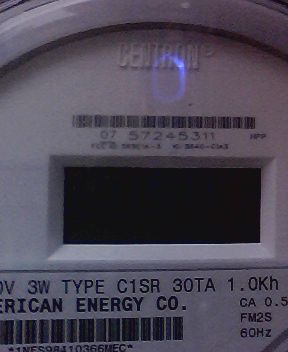 CENTRON®
07 57245311
0V 3W TYPE C1SR 30TA 1.0Kh
ERICAN ENERGY CO.
CA 0.5
FM2S
60Hz